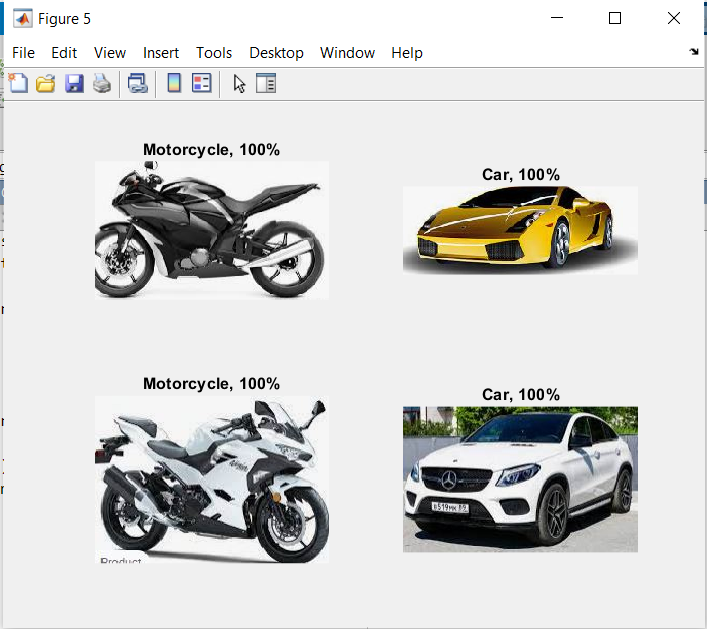 Figure 5
File Edit View Insert Tools Desktop Window Help
Motorcycle, 100%
Car, 100%
Motorcycle, 100%
Car, 100%
Ninja
Product